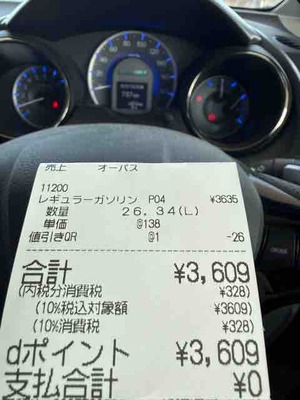 売上 オーパス
11200
レギュラーガソリン P04 ¥3635
数量 26.34(L)
単価 @138
値引きQR @1 -26
合計 ¥3,609
(内税分消費税 ¥328)
(10%税込対象額 ¥3609)
(10%消費税 ¥328)
dポイント ¥3,609
支払合計 ¥0